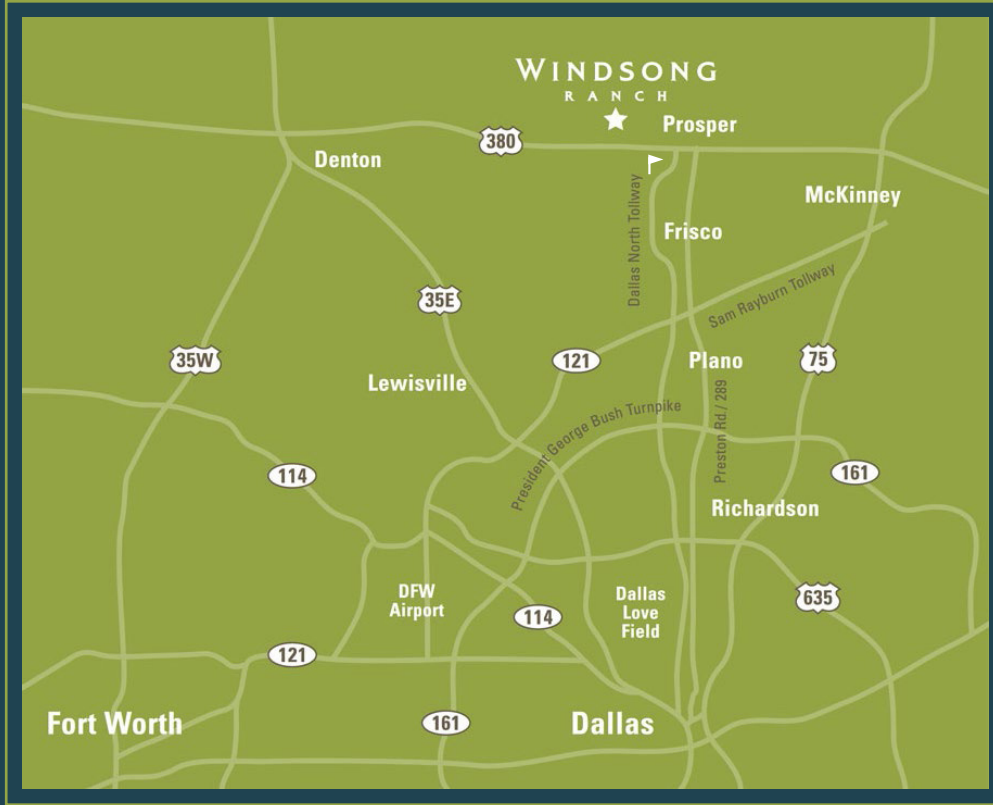 WINDSONG
RANCH
Prosper
380
Denton
McKinney
Dallas North Tollway
Frisco
Sam Rayburn Tollway
35E
35W
121
Plano
75
Lewisville
President George Bush Turnpike
Preston Rd./ 289
114
161
Richardson
DFW
Airport
Dallas
Love
Field
635
114
121
Fort Worth
161
Dallas